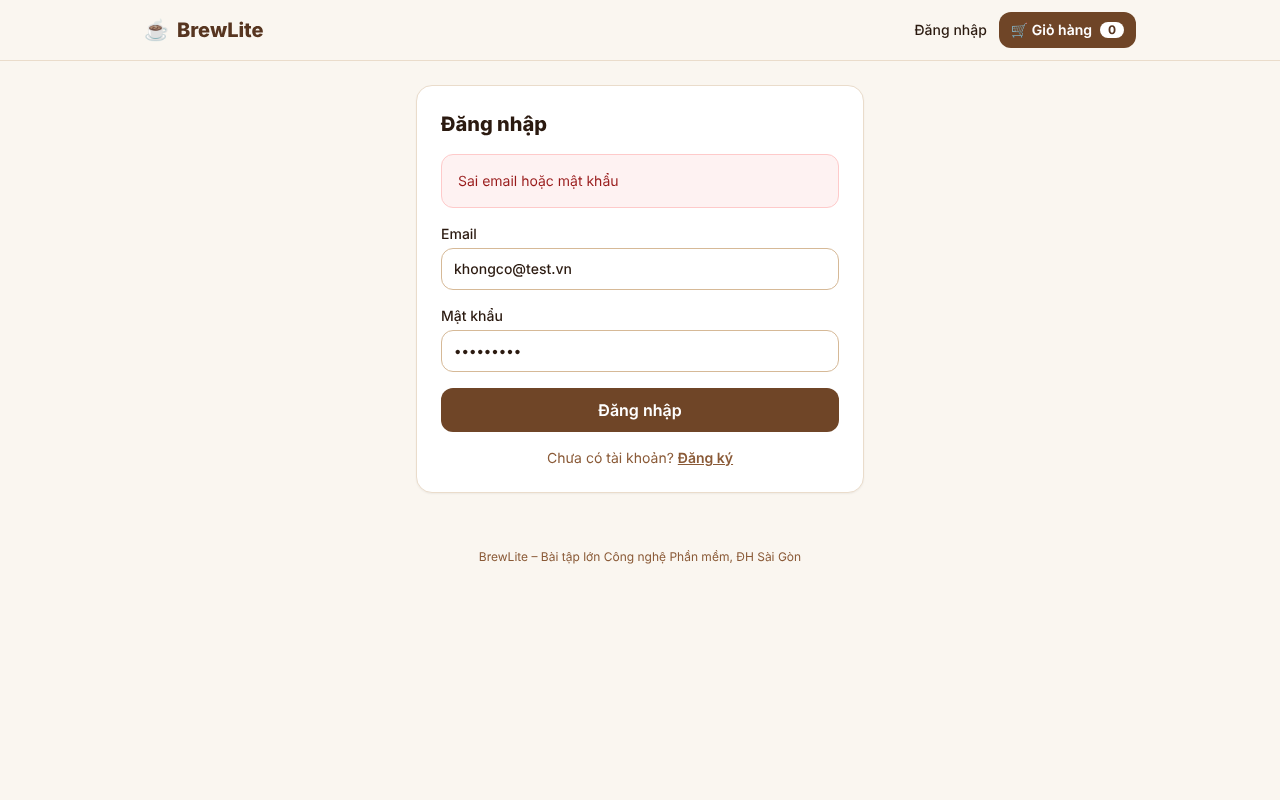 ☕ BrewLite
Đăng nhập
🛒 Giỏ hàng 0
Đăng nhập
Sai email hoặc mật khẩu
Email
khongco@test.vn
Mật khẩu
•••••••••
Đăng nhập
Chưa có tài khoản? Đăng ký
BrewLite – Bài tập lớn Công nghệ Phần mềm, ĐH Sài Gòn